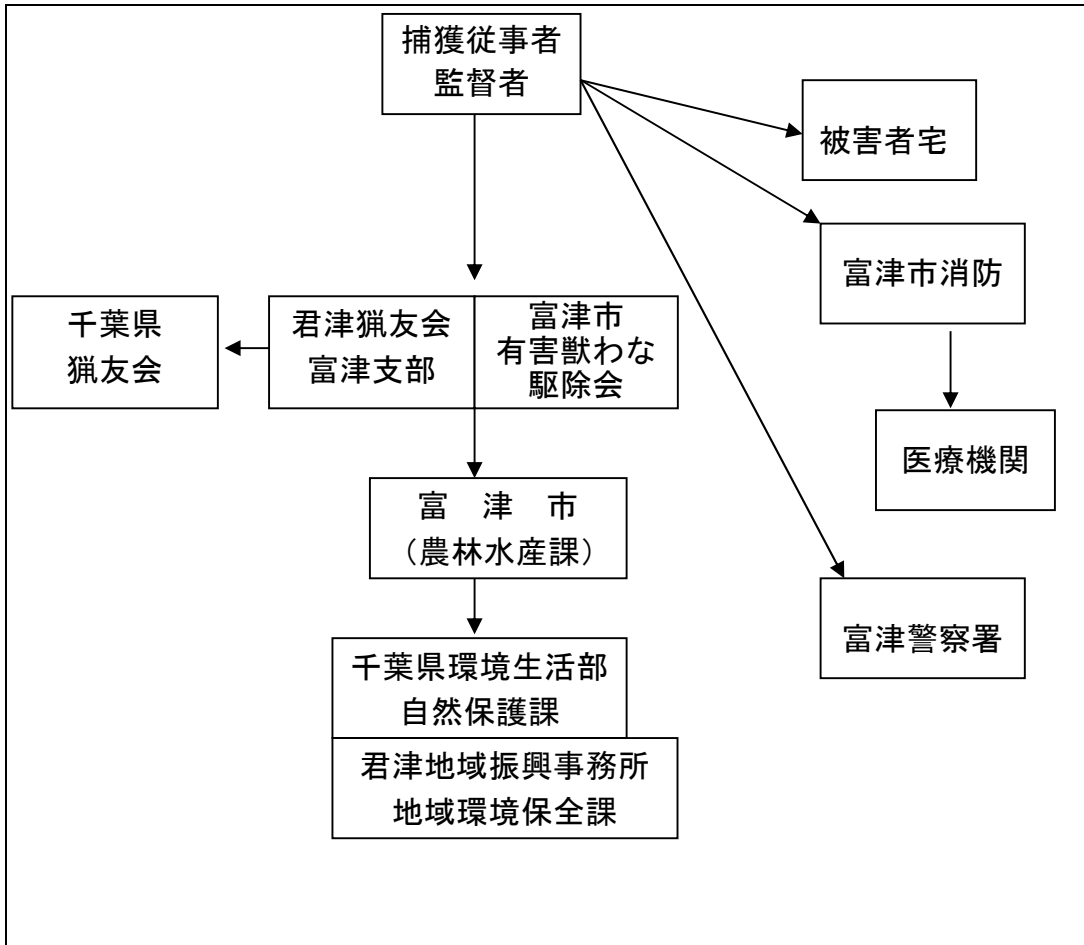 捕獲従事者
監督者
被害者宅
富津市消防
千葉県
猟友会
君津猟友会
富津支部
富津市
有害獣わな
駆除会
医療機関
富　津　市
（農林水産課）
富津警察署
千葉県環境生活部
自然保護課
君津地域振興事務所
地域環境保全課